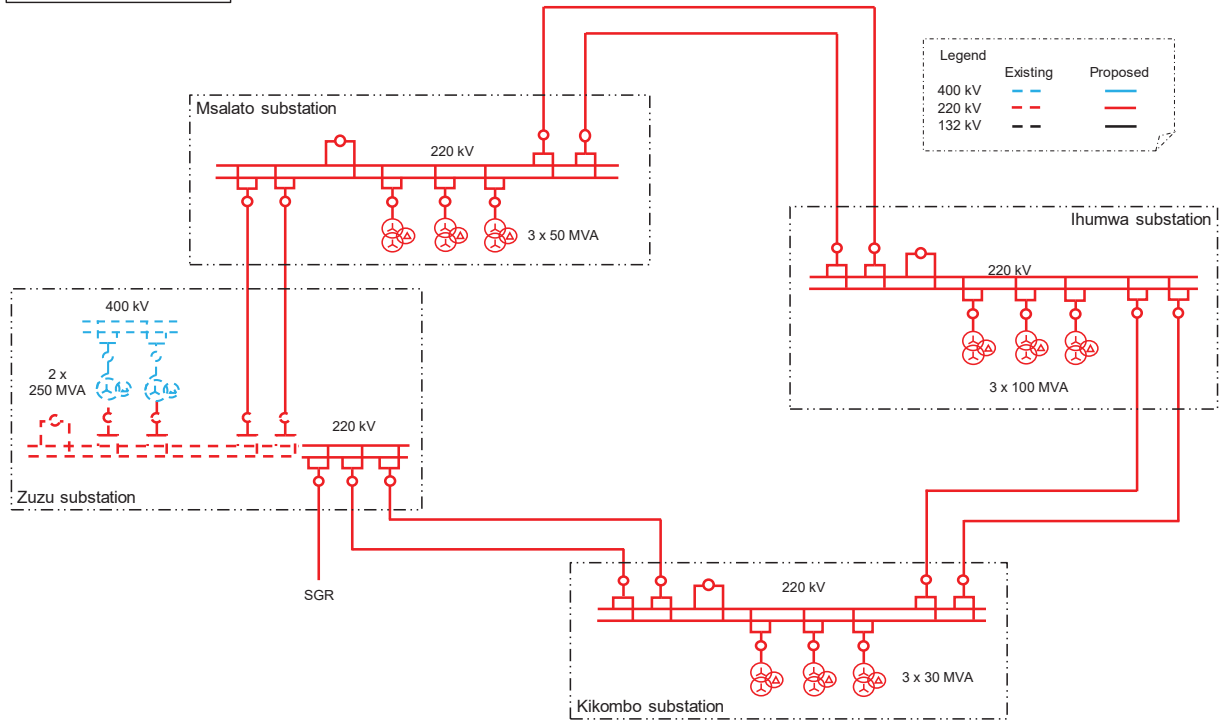 Legend
Existing Proposed
400 kV
220 kV
132 kV
Msalato substation
220 kV
3 x 50 MVA
Ihumwa substation
220 kV
3 x 100 MVA
400 kV
2 x
250 MVA
220 kV
Zuzu substation
SGR
220 kV
3 x 30 MVA
Kikombo substation